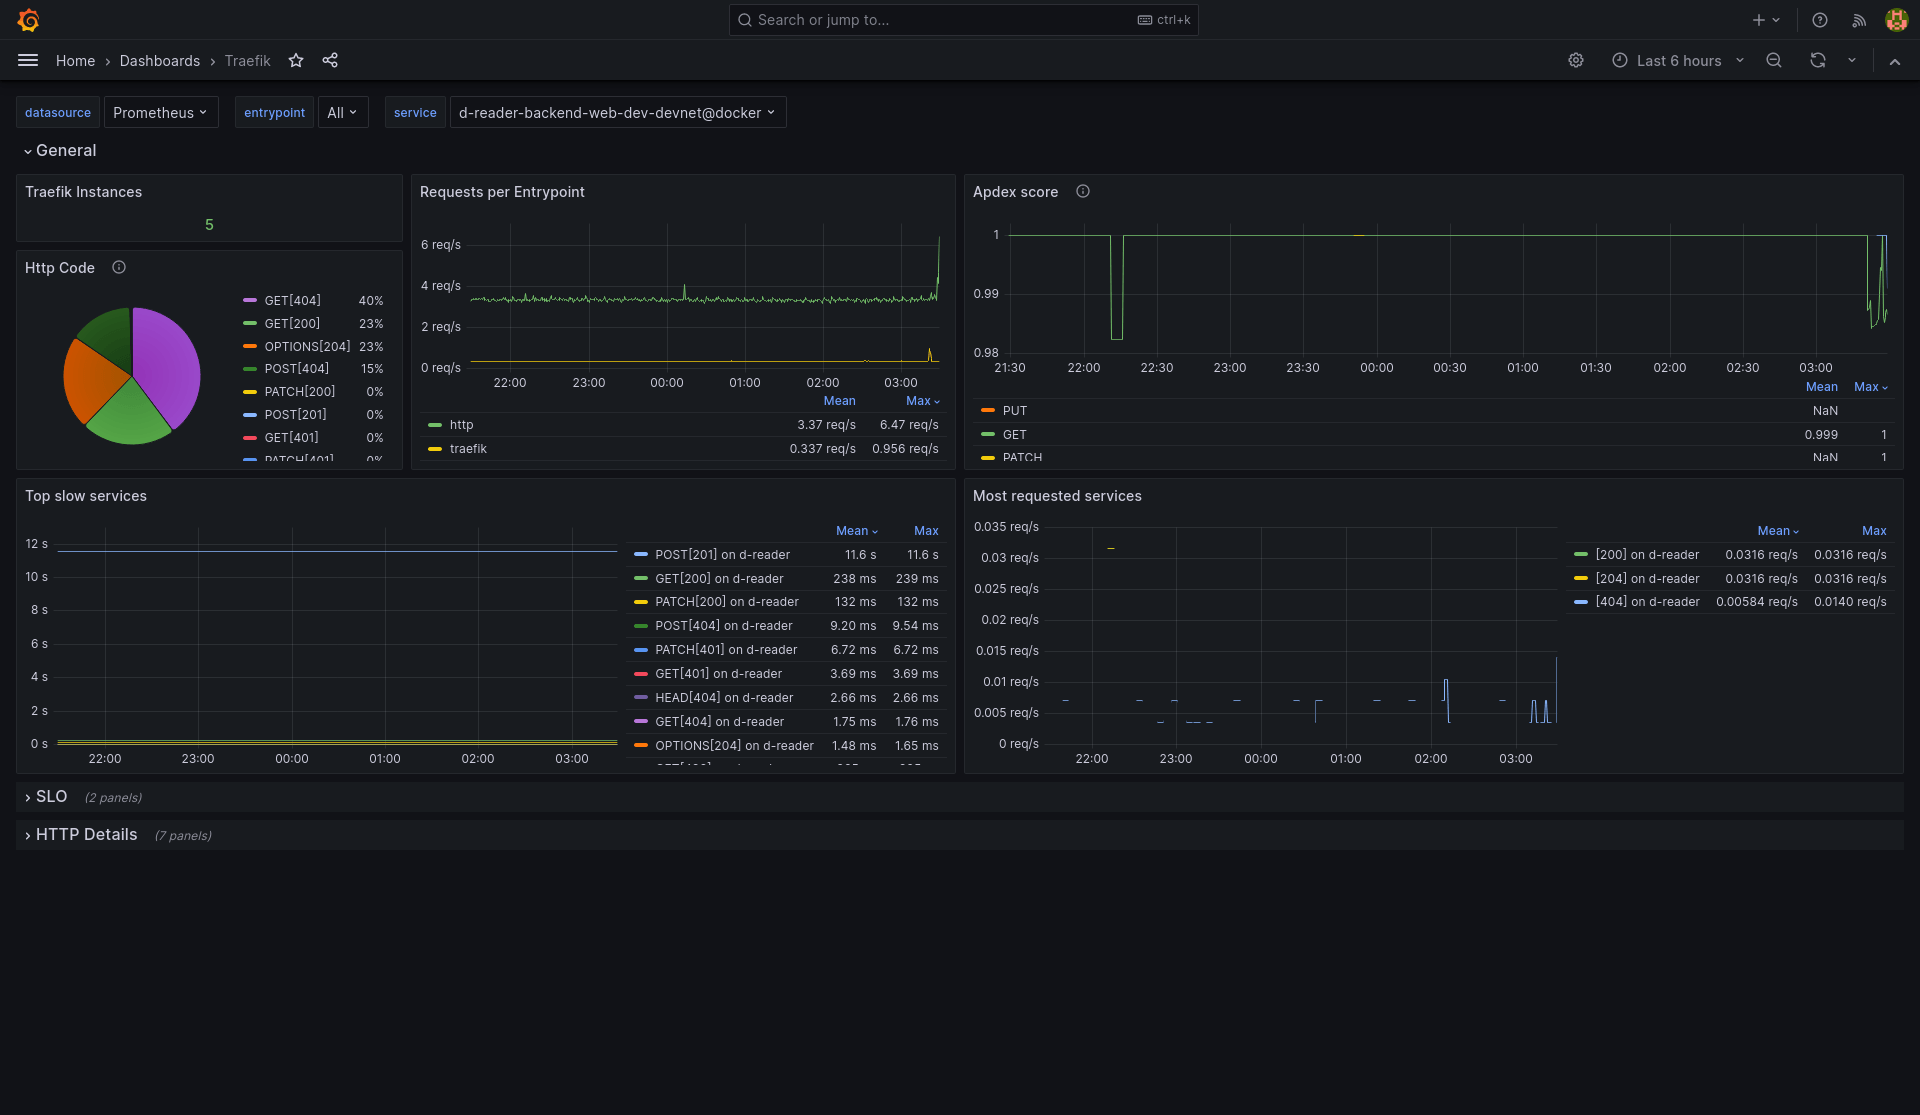 Search or jump to... ctrl+k
Home › Dashboards › Traefik
Last 6 hours
datasource Prometheus entrypoint All service d-reader-backend-web-dev-devnet@docker
General
Traefik Instances
5
Http Code
GET[404] 40%
GET[200] 23%
OPTIONS[204] 23%
POST[404] 15%
PATCH[200] 0%
POST[201] 0%
GET[401] 0%
PATCH[401] 0%
Requests per Entrypoint
6 req/s
4 req/s
2 req/s
0 req/s
22:00 23:00 00:00 01:00 02:00 03:00
Mean Max
http 3.37 req/s 6.47 req/s
traefik 0.337 req/s 0.956 req/s
Apdex score
1
0.99
0.98
21:30 22:00 22:30 23:00 23:30 00:00 00:30 01:00 01:30 02:00 02:30 03:00
Mean Max
PUT NaN
GET 0.999 1
PATCH NaN 1
Top slow services
12 s
10 s
8 s
6 s
4 s
2 s
0 s
22:00 23:00 00:00 01:00 02:00 03:00
Mean Max
POST[201] on d-reader 11.6 s 11.6 s
GET[200] on d-reader 238 ms 239 ms
PATCH[200] on d-reader 132 ms 132 ms
POST[404] on d-reader 9.20 ms 9.54 ms
PATCH[401] on d-reader 6.72 ms 6.72 ms
GET[401] on d-reader 3.69 ms 3.69 ms
HEAD[404] on d-reader 2.66 ms 2.66 ms
GET[404] on d-reader 1.75 ms 1.76 ms
OPTIONS[204] on d-reader 1.48 ms 1.65 ms
Most requested services
0.035 req/s
0.03 req/s
0.025 req/s
0.02 req/s
0.015 req/s
0.01 req/s
0.005 req/s
0 req/s
22:00 23:00 00:00 01:00 02:00 03:00
Mean Max
[200] on d-reader 0.0316 req/s 0.0316 req/s
[204] on d-reader 0.0316 req/s 0.0316 req/s
[404] on d-reader 0.00584 req/s 0.0140 req/s
SLO (2 panels)
HTTP Details (7 panels)